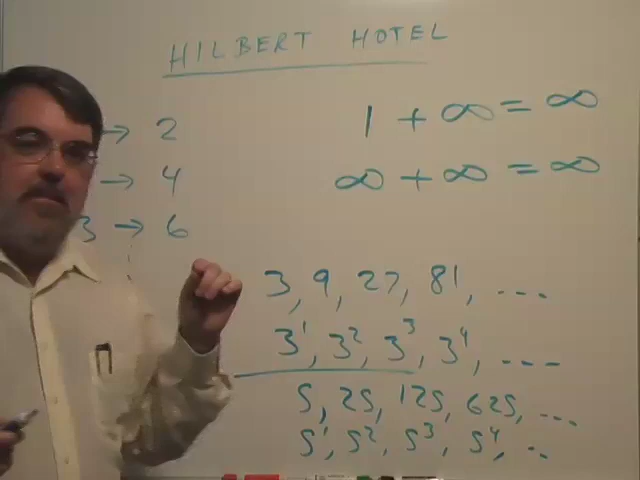 HILBERT HOTEL
→ 2
→ 4
3 → 6
1 + ∞ = ∞
∞ + ∞ = ∞
3, 9, 27, 81, ....
3¹, 3², 3³, 3⁴, ....
5, 25, 125, 625, ....
5¹, 5², 5³, 5⁴, ..